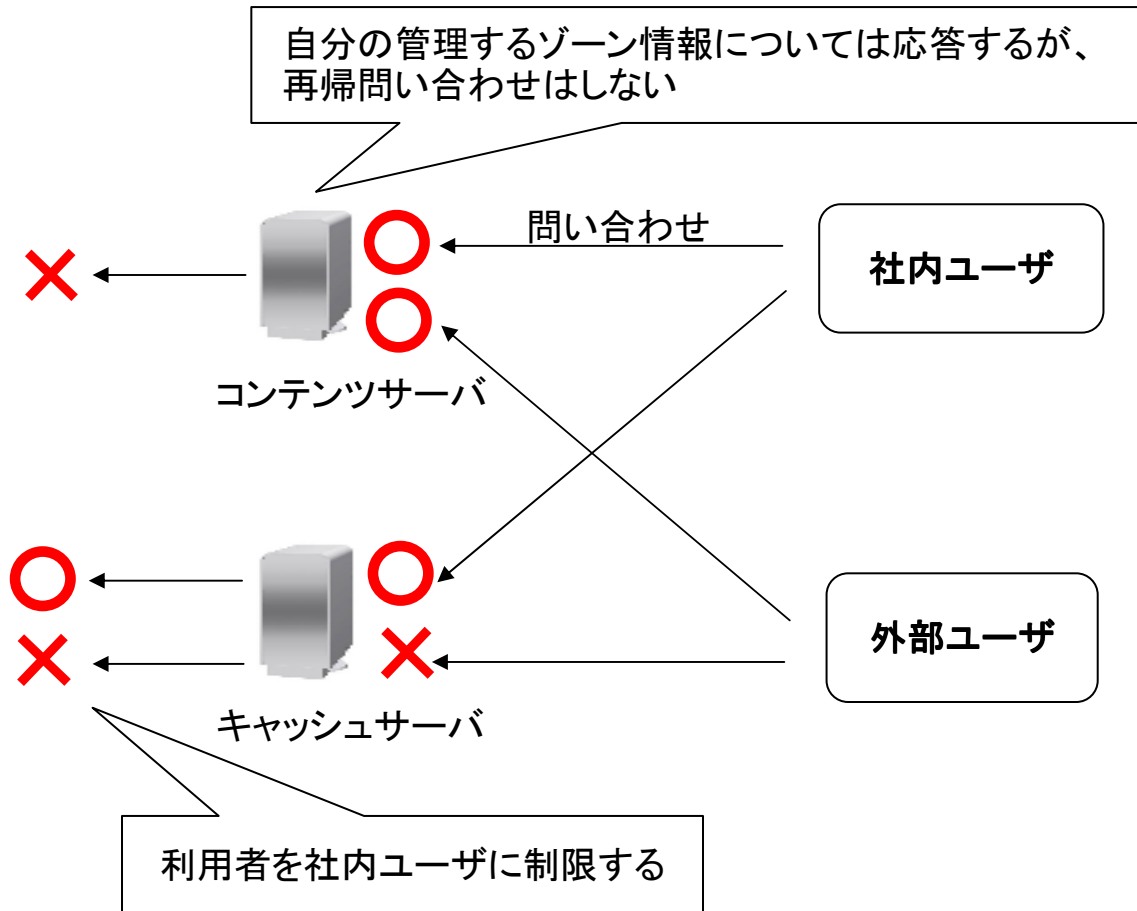 自分の管理するゾーン情報については応答するが、
再帰問い合わせはしない
問い合わせ
社内ユーザ
コンテンツサーバ
外部ユーザ
キャッシュサーバ
利用者を社内ユーザに制限する